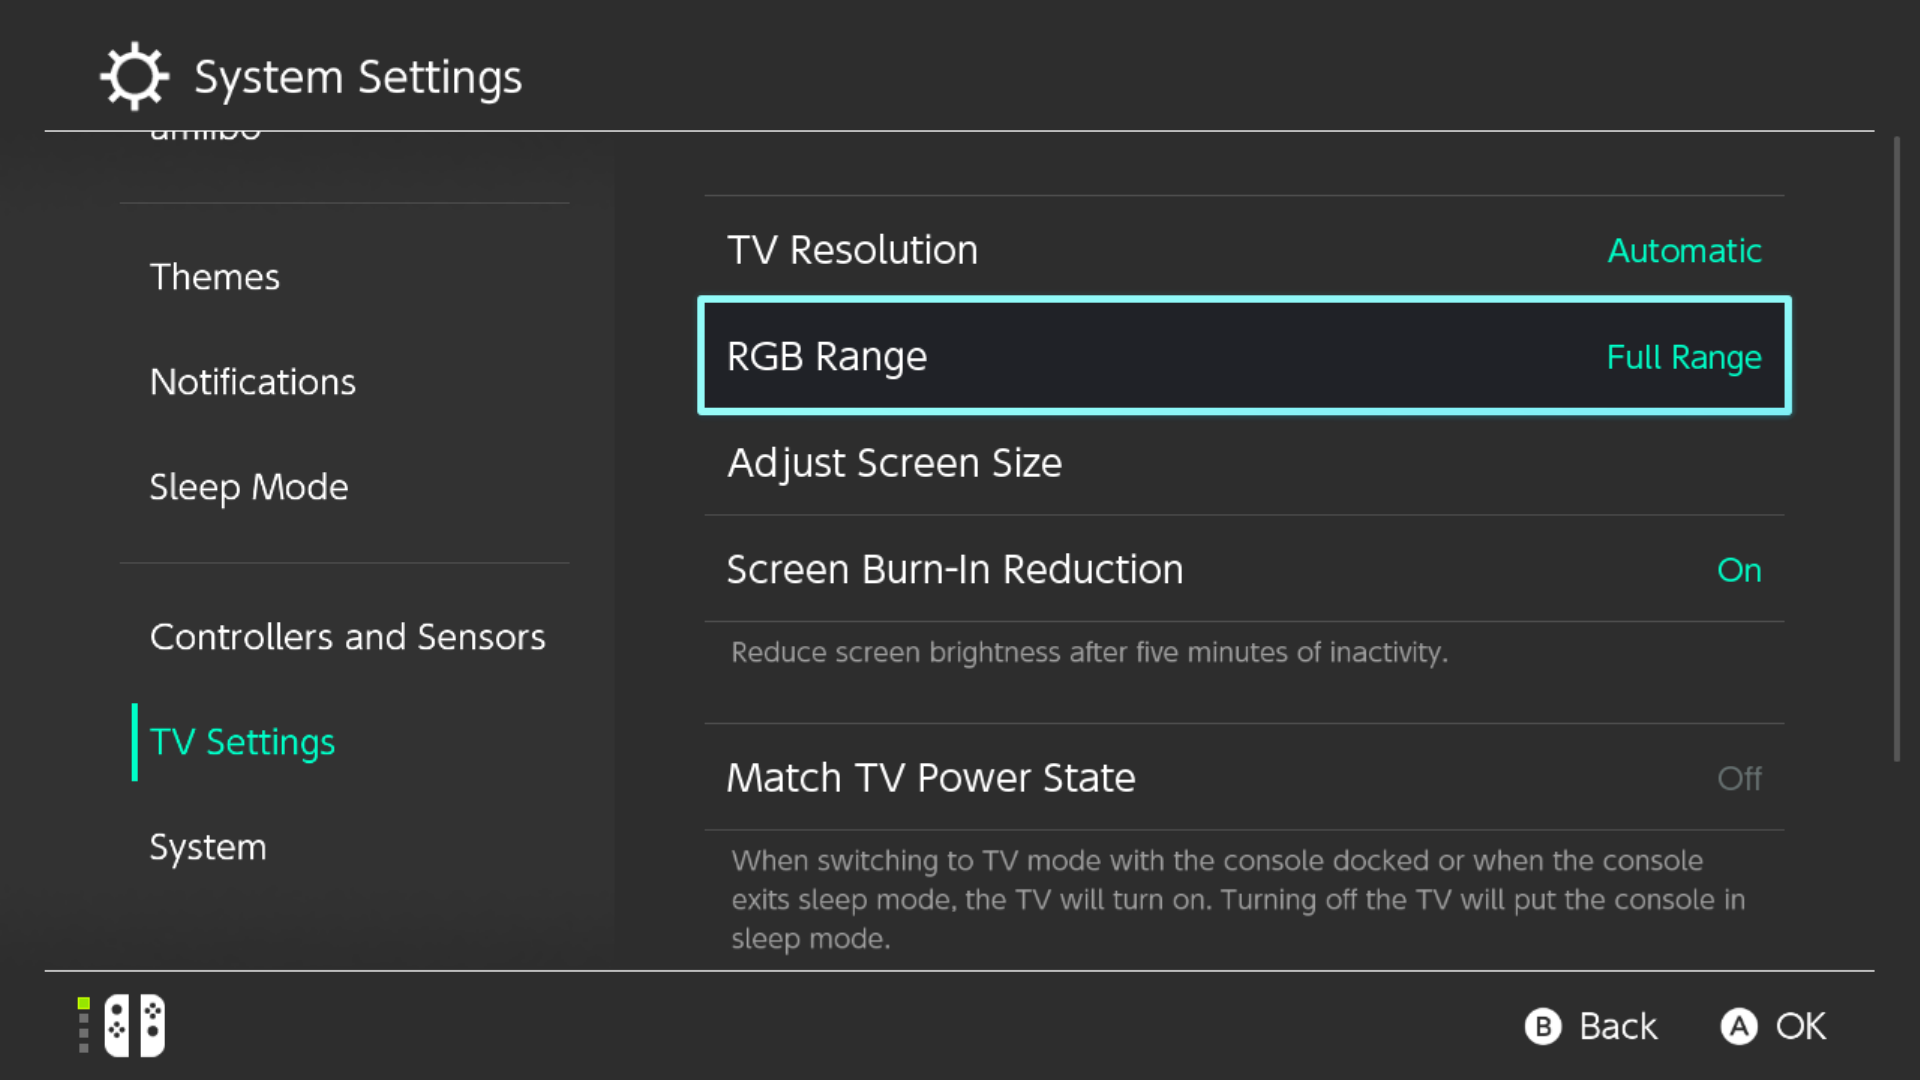 System Settings
amiibo
Themes
Notifications
Sleep Mode
Controllers and Sensors
TV Settings
System
TV Resolution Automatic
RGB Range Full Range
Adjust Screen Size
Screen Burn-In Reduction On
Reduce screen brightness after five minutes of inactivity.
Match TV Power State Off
When switching to TV mode with the console docked or when the console
exits sleep mode, the TV will turn on. Turning off the TV will put the console in
sleep mode.
B Back A OK